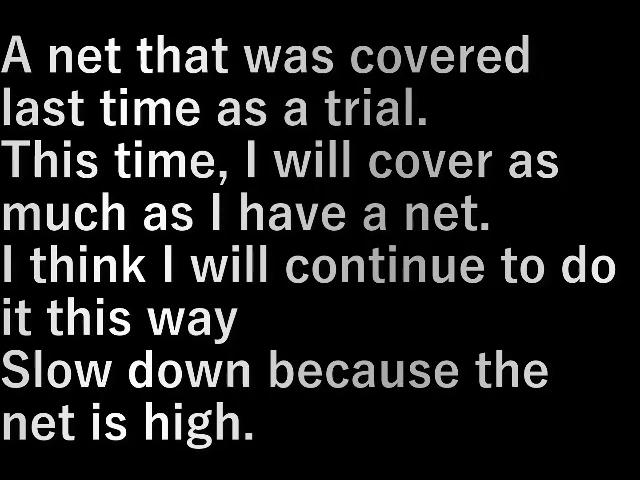 A net that was covered
last time as a trial.
This time, I will cover as
much as I have a net.
I think I will continue to do
it this way
Slow down because the
net is high.